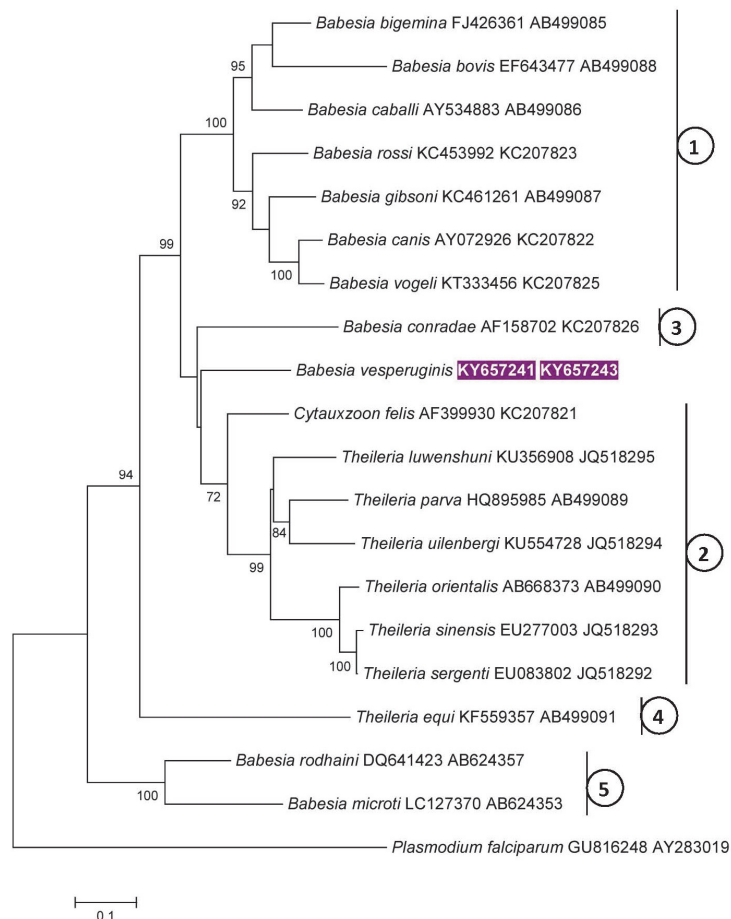 Babesia bigemina FJ426361 AB499085
95
Babesia bovis EF643477 AB499088
Babesia caballi AY534883 AB499086
100
1
Babesia rossi KC453992 KC207823
92
Babesia gibsoni KC461261 AB499087
Babesia canis AY072926 KC207822
99
100
Babesia vogeli KT333456 KC207825
Babesia conradae AF158702 KC207826
3
Babesia vesperuginis KY657241 KY657243
Cytauxzoon felis AF399930 KC207821
Theileria luwenshuni KU356908 JQ518295
94
72
Theileria parva HQ895985 AB499089
84
Theileria uilenbergi KU554728 JQ518294
2
99
Theileria orientalis AB668373 AB499090
100
Theileria sinensis EU277003 JQ518293
100
Theileria sergenti EU083802 JQ518292
Theileria equi KF559357 AB499091
4
Babesia rodhaini DQ641423 AB624357
5
100
Babesia microti LC127370 AB624353
Plasmodium falciparum GU816248 AY283019
0.1